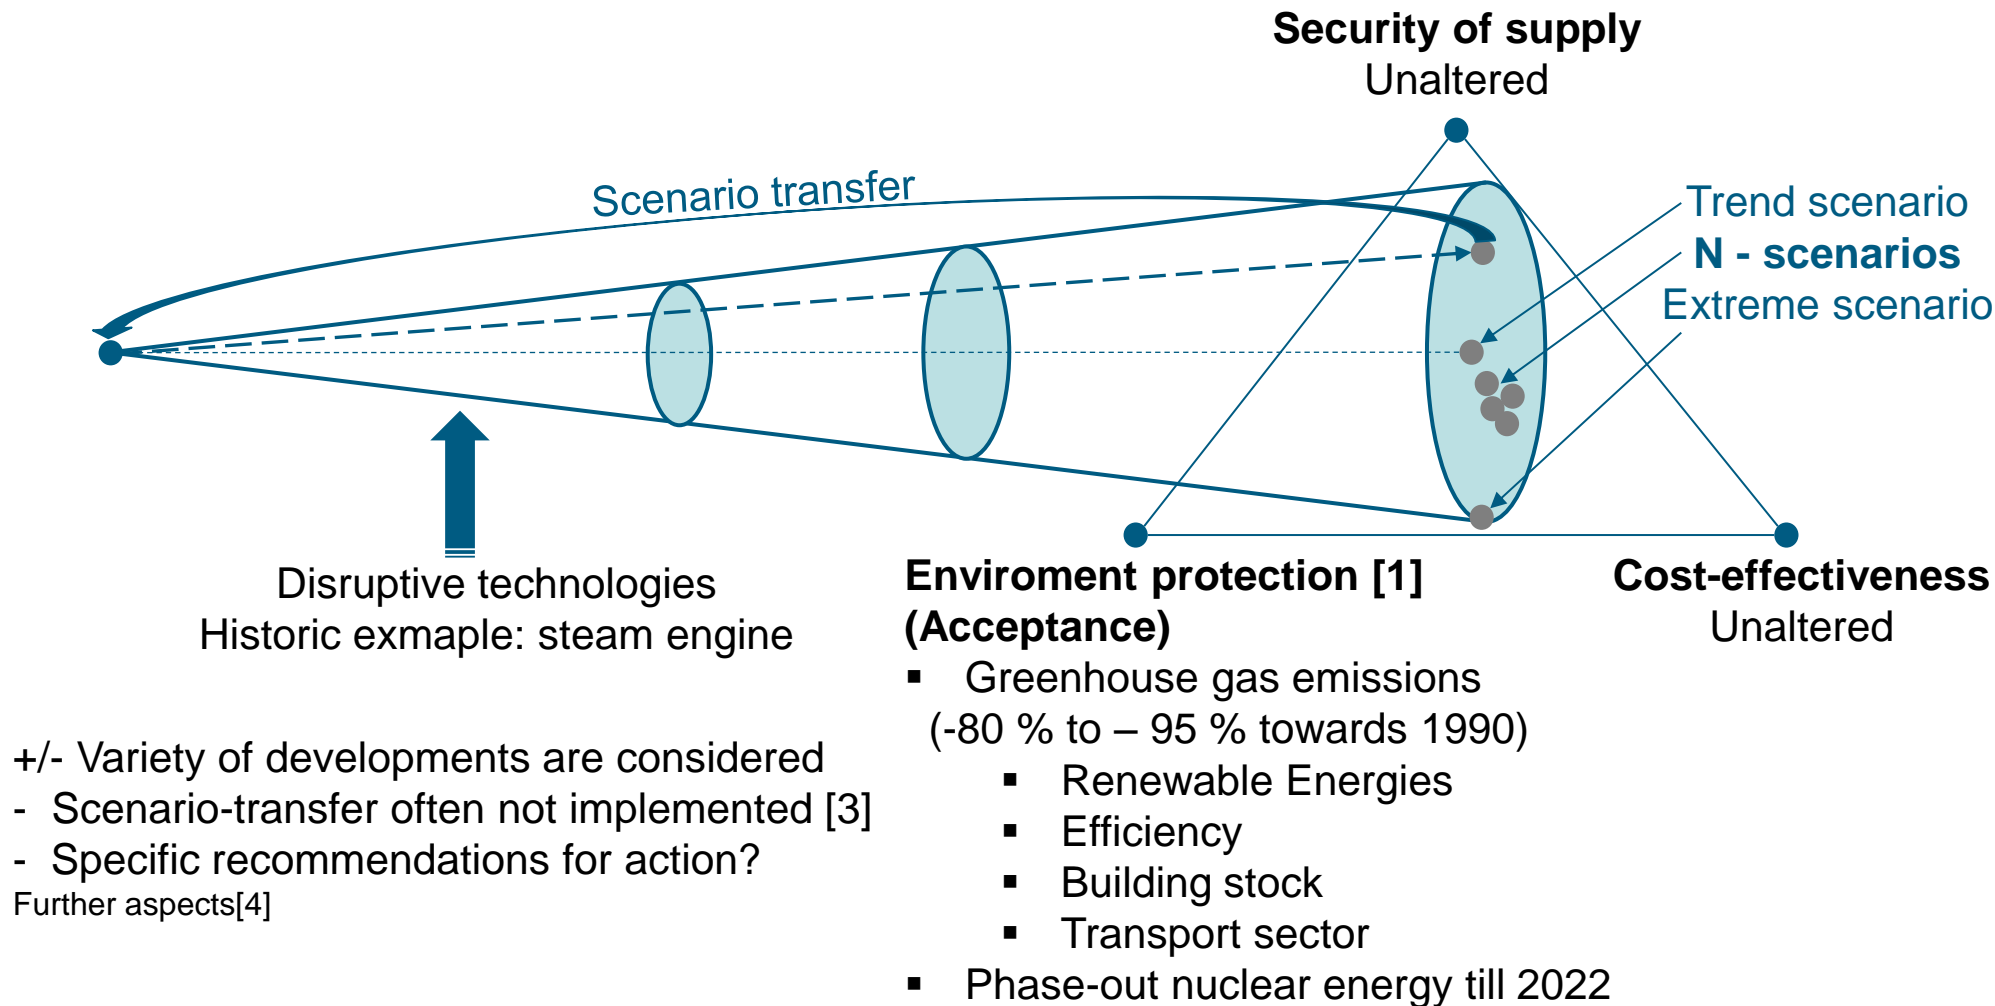 Security of supply
Unaltered
Scenario transfer
Trend scenario
N - scenarios
Extreme scenario
Disruptive technologies
Historic exmaple: steam engine
Enviroment protection [1]
(Acceptance)
▪ Greenhouse gas emissions
(-80 % to – 95 % towards 1990)
▪ Renewable Energies
▪ Efficiency
▪ Building stock
▪ Transport sector
▪ Phase-out nuclear energy till 2022
Cost-effectiveness
Unaltered
+/- Variety of developments are considered
- Scenario-transfer often not implemented [3]
- Specific recommendations for action?
Further aspects[4]